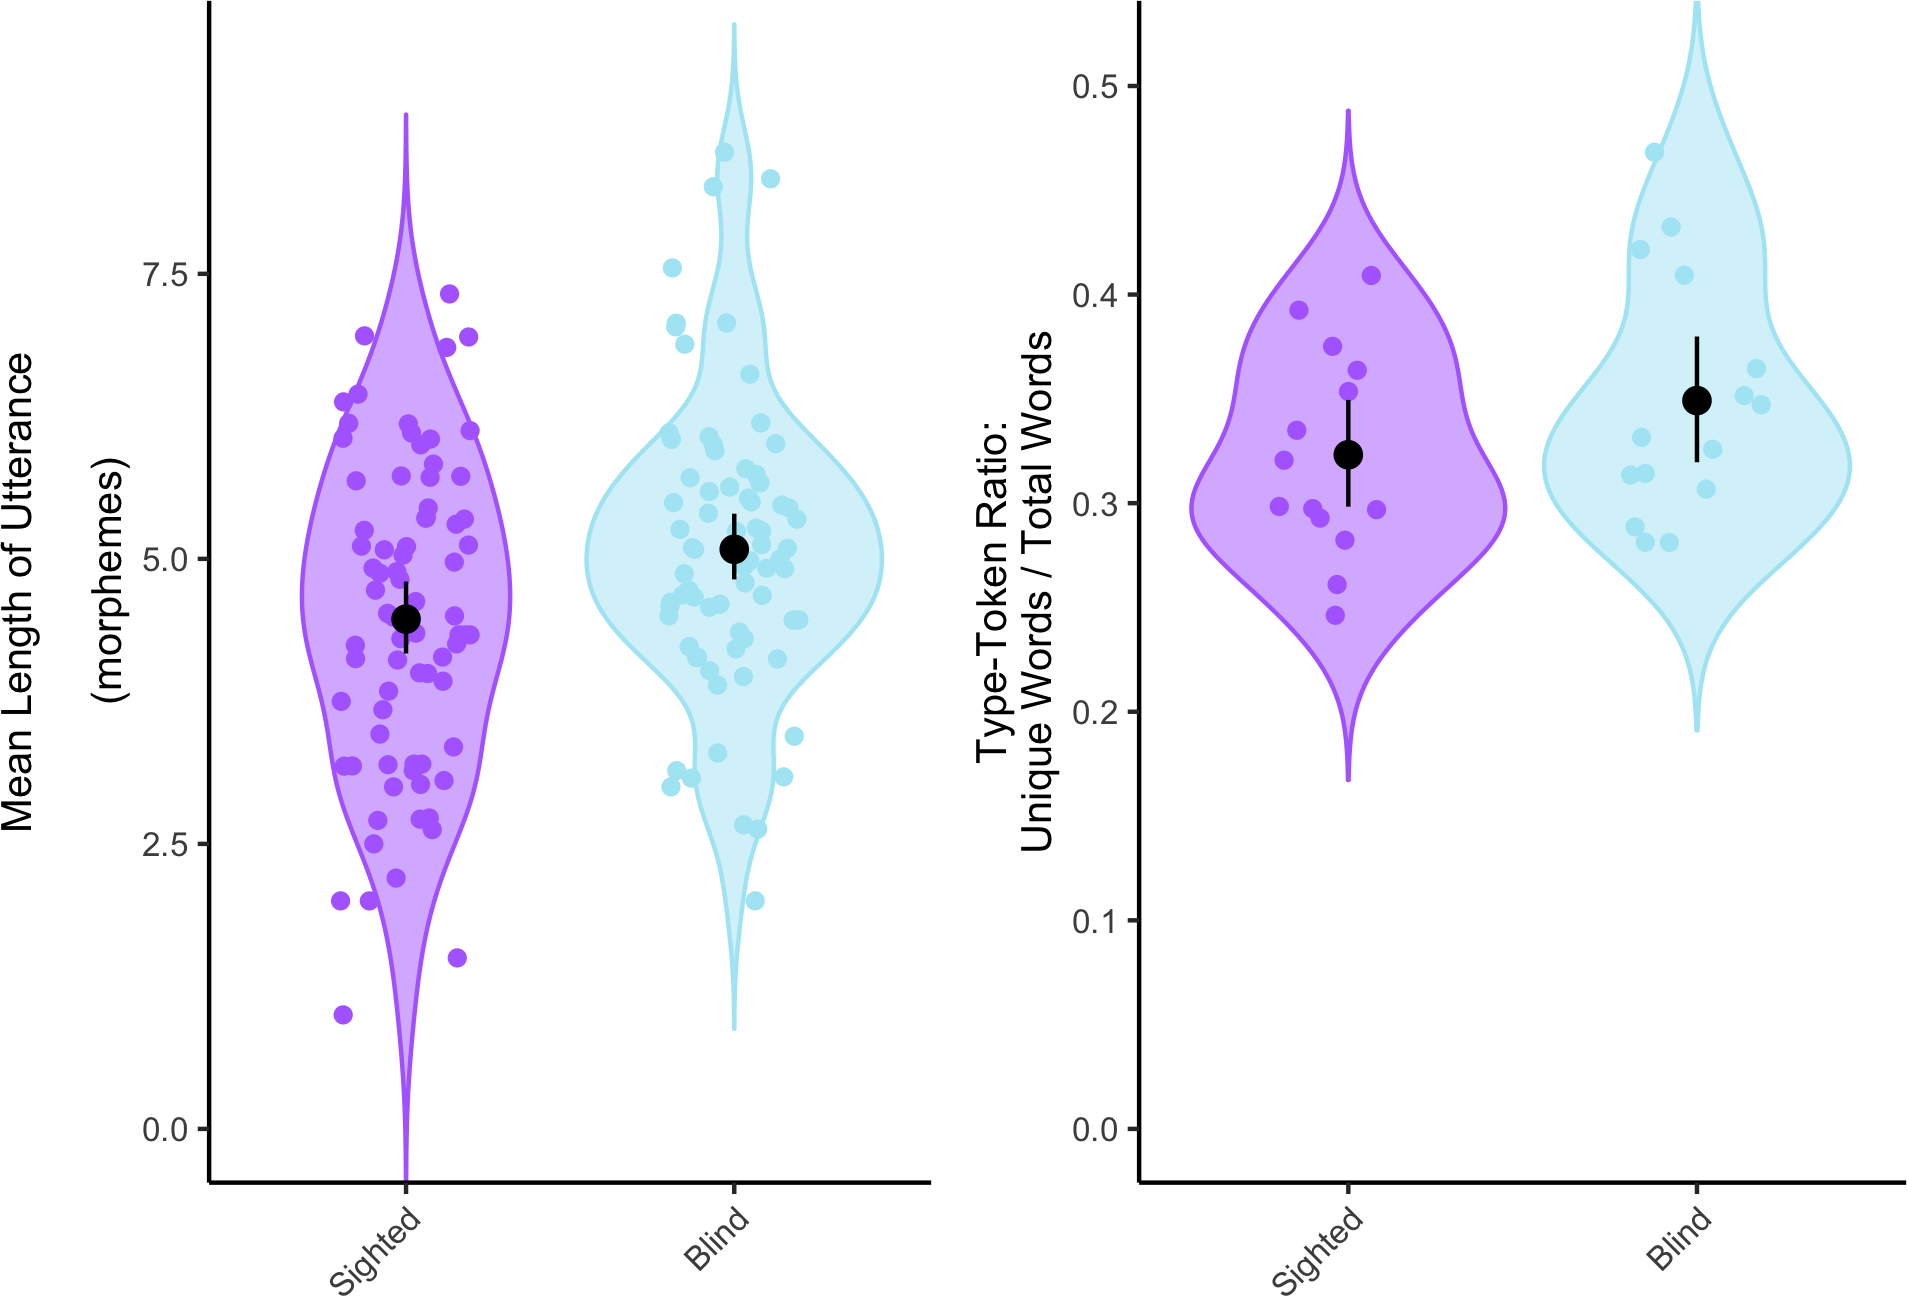 Mean Length of Utterance
(morphemes)
7.5
5.0
2.5
0.0
Sighted
Blind
Type-Token Ratio:
Unique Words / Total Words
0.5
0.4
0.3
0.2
0.1
0.0
Sighted
Blind